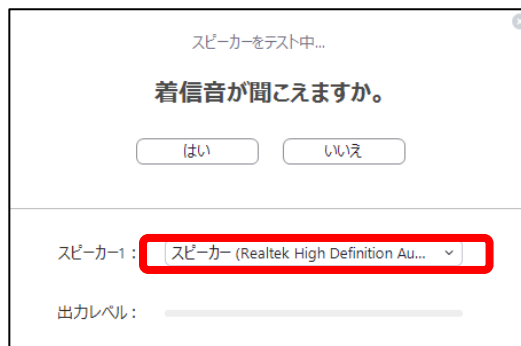 スピーカーをテスト中...
着信音が聞こえますか。
はい いいえ
スピーカー1： スピーカー (Realtek High Definition Au...
出力レベル：